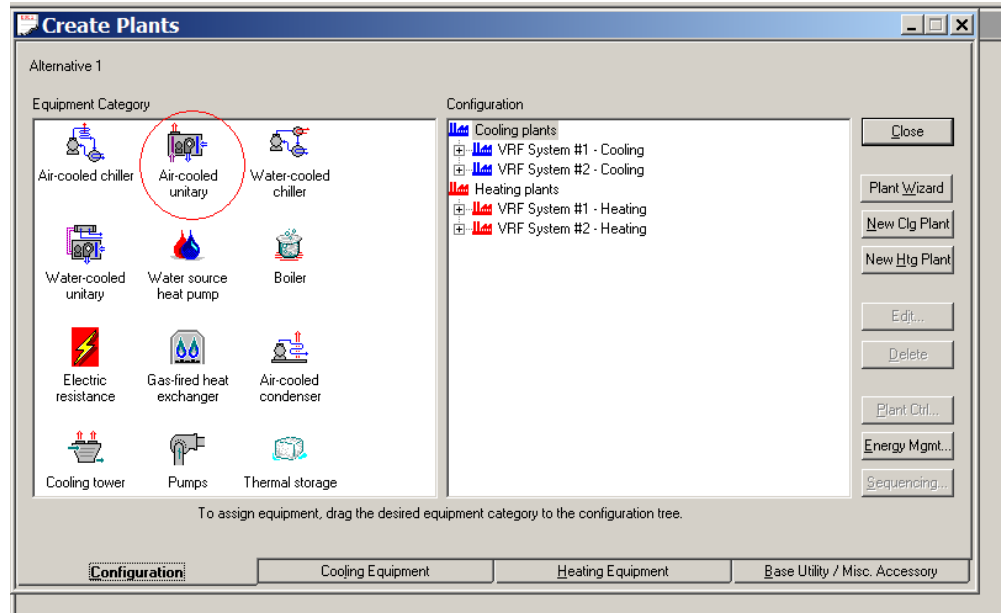 Create Plants
Alternative 1
Equipment Category
Configuration
Air-cooled chiller
Air-cooled
unitary
Water-cooled
chiller
Water-cooled
unitary
Water source
heat pump
Boiler
Electric
resistance
Gas-fired heat
exchanger
Air-cooled
condenser
Cooling tower
Pumps
Thermal storage
Cooling plants
VRF System #1 - Cooling
VRF System #2 - Cooling
Heating plants
VRF System #1 - Heating
VRF System #2 - Heating
Close
Plant Wizard
New Clg Plant
New Htg Plant
Edit...
Delete
Plant Ctrl...
Energy Mgmt...
Sequencing...
To assign equipment, drag the desired equipment category to the configuration tree.
Configuration
Cooling Equipment
Heating Equipment
Base Utility / Misc. Accessory